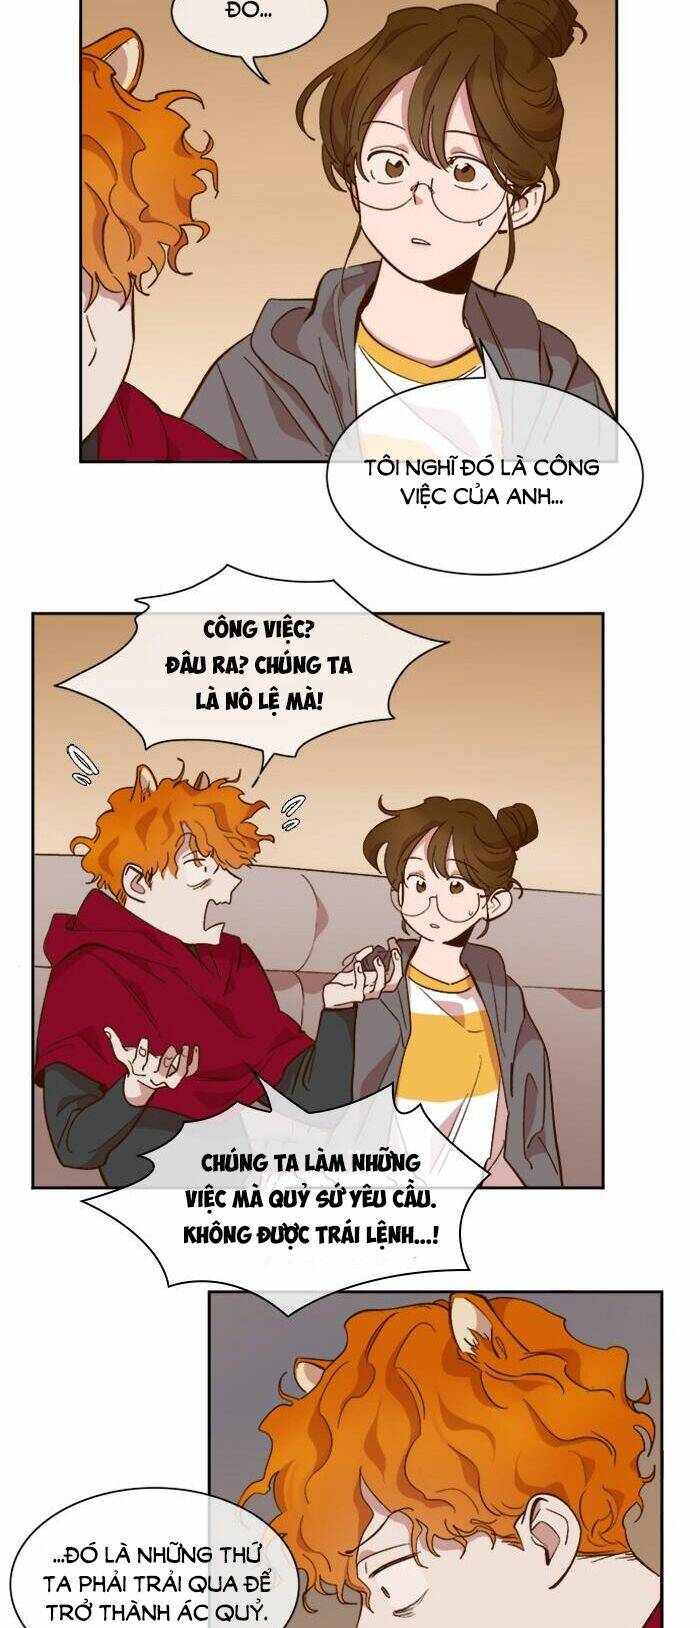 ĐÓ...
TÔI NGHĨ ĐÓ LÀ CÔNG
VIỆC CỦA ANH...
CÔNG VIỆC?
ĐÂU RA? CHÚNG TA
LÀ NÔ LỆ MÀ!
CHÚNG TA LÀM NHỮNG
VIỆC MÀ QUỶ SỨ YÊU CẦU.
KHÔNG ĐƯỢC TRÁI LỆNH...!
...ĐÓ LÀ NHỮNG THỨ
TA PHẢI TRẢI QUA ĐỂ
TRỞ THÀNH ÁC QUỶ.